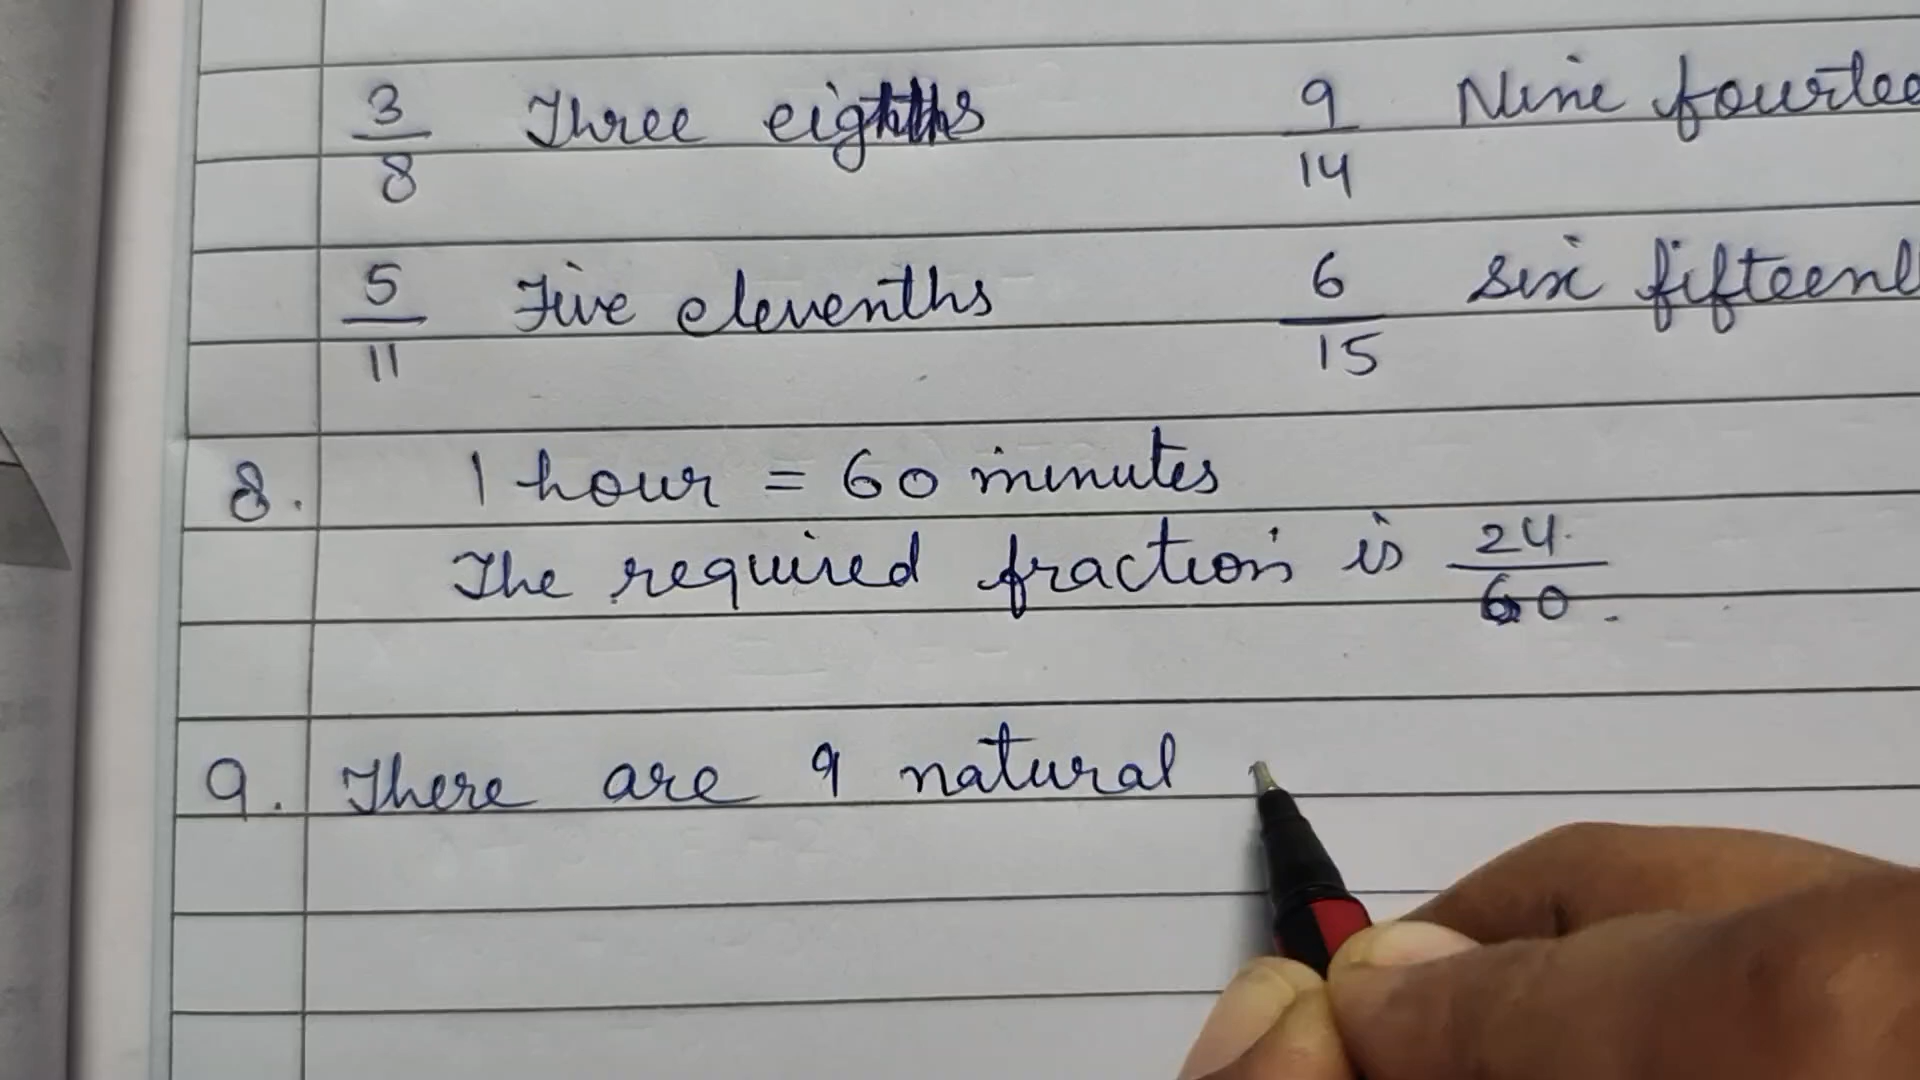 3/8 Three eighths 9/14 Nine fourtee
5/11 Five elevenths 6/15 six fifteen
8. 1 hour = 60 minutes
The required fraction is 24/60.
9. There are 9 natural